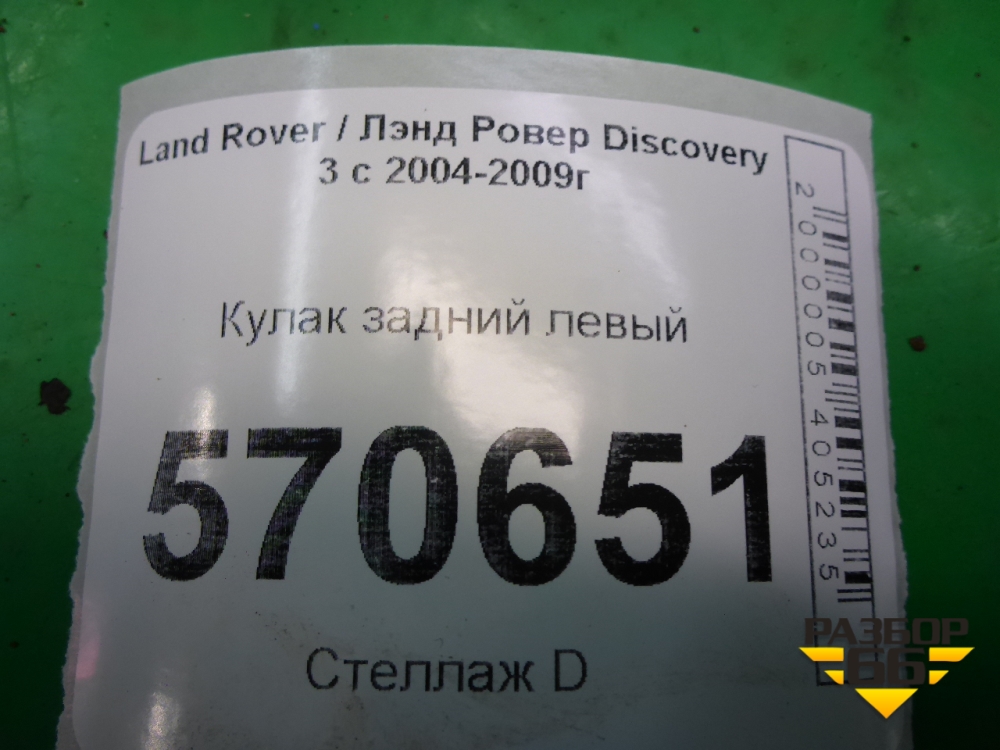 Land Rover / Лэнд Ровер Discovery
3 с 2004-2009г
Кулак задний левый
570651
Стеллаж D
2000005405235
РАЗБОР
66